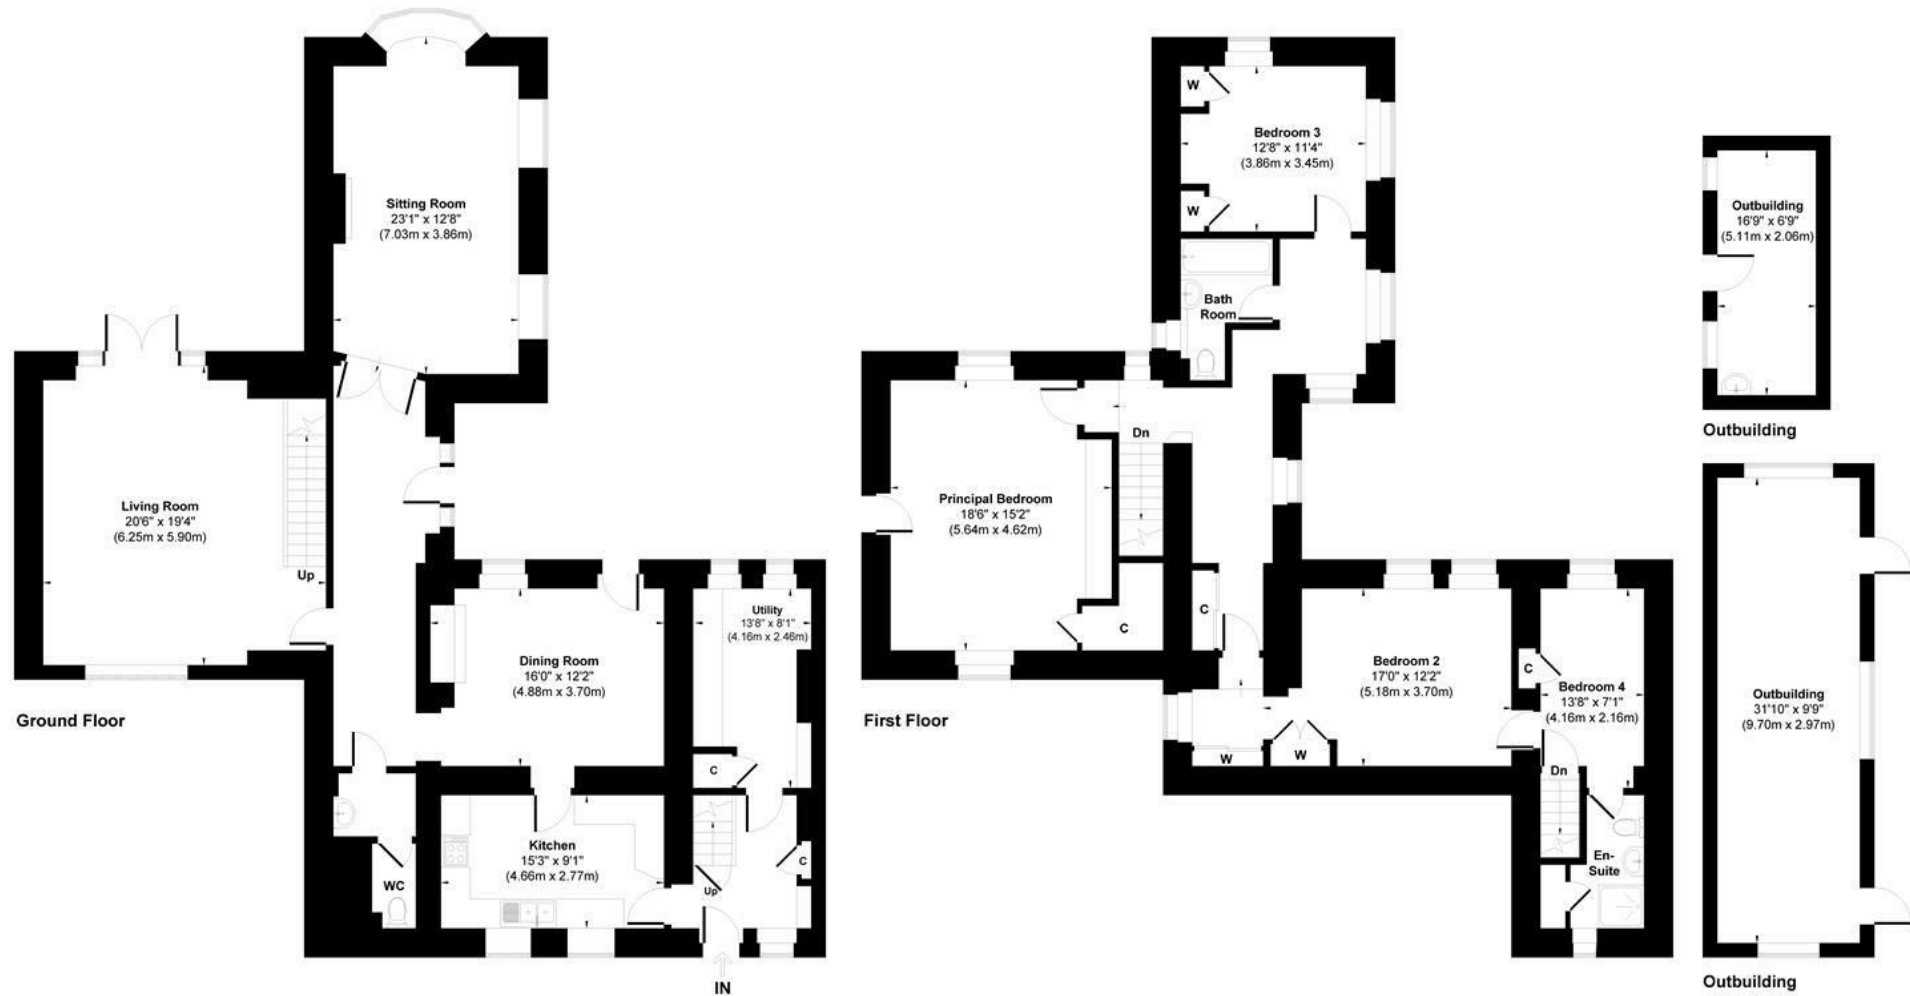 Sitting Room
23'1" x 12'8"
(7.03m x 3.86m)
Living Room
20'6" x 19'4"
(6.25m x 5.90m)
Up
Utility
13'8" x 8'1"
(4.16m x 2.46m)
Dining Room
16'0" x 12'2"
(4.88m x 3.70m)
C
Kitchen
15'3" x 9'1"
(4.66m x 2.77m)
C
WC
Up
IN
Ground Floor
W
Bedroom 3
12'8" x 11'4"
(3.86m x 3.45m)
W
Bath
Room
Dn
Principal Bedroom
18'6" x 15'2"
(5.64m x 4.62m)
C
C
Bedroom 2
17'0" x 12'2"
(5.18m x 3.70m)
C
Bedroom 4
13'8" x 7'1"
(4.16m x 2.16m)
W
W
Dn
En-
Suite
First Floor
Outbuilding
16'9" x 6'9"
(5.11m x 2.06m)
Outbuilding
Outbuilding
31'10" x 9'9"
(9.70m x 2.97m)
Outbuilding